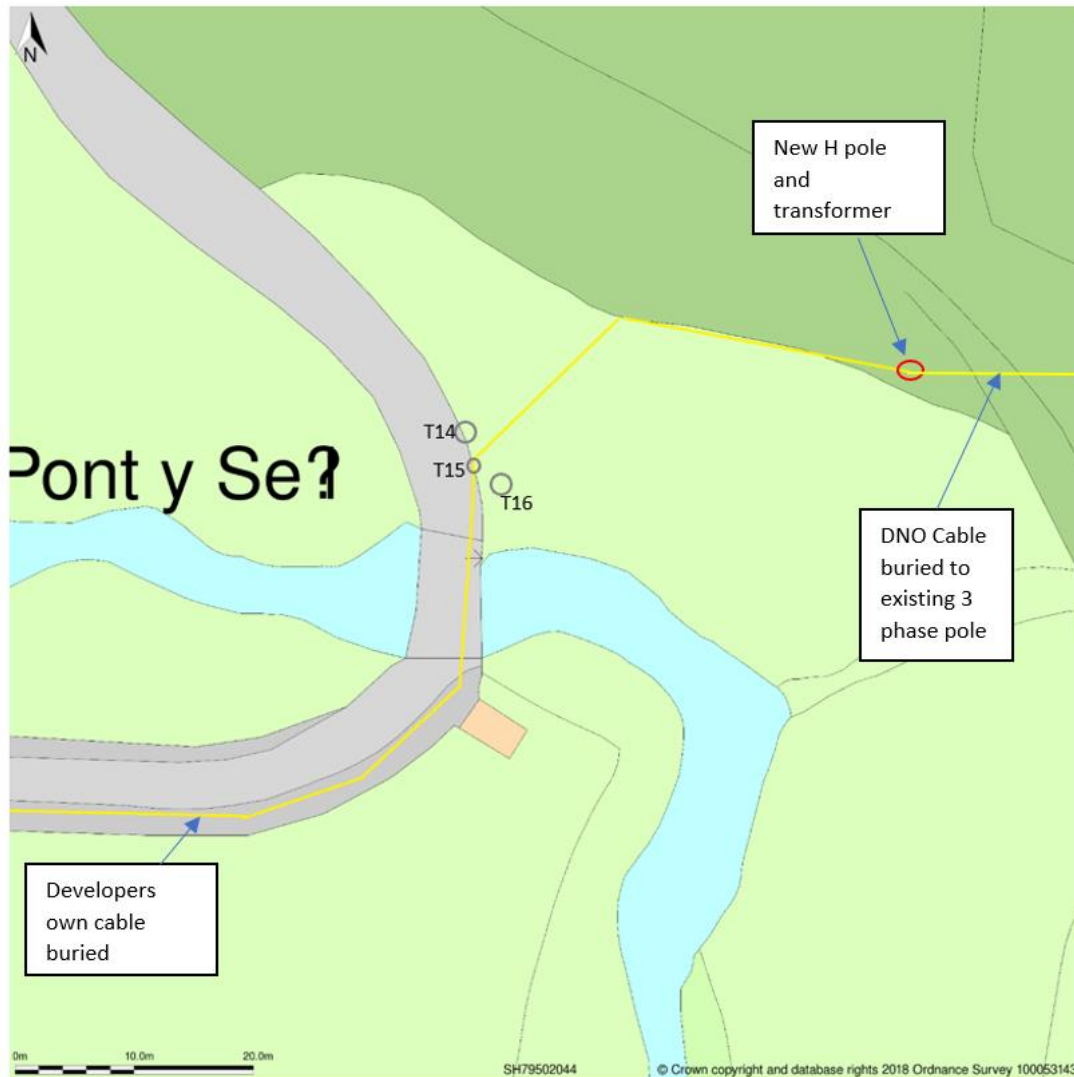 N
New H pole
and
transformer
T14
T15
T16
Pont y Se?
DNO Cable
buried to
existing 3
phase pole
Developers
own cable
buried
0m 10.0m 20.0m
SH79502044
© Crown copyright and database rights 2018 Ordnance Survey 100053143